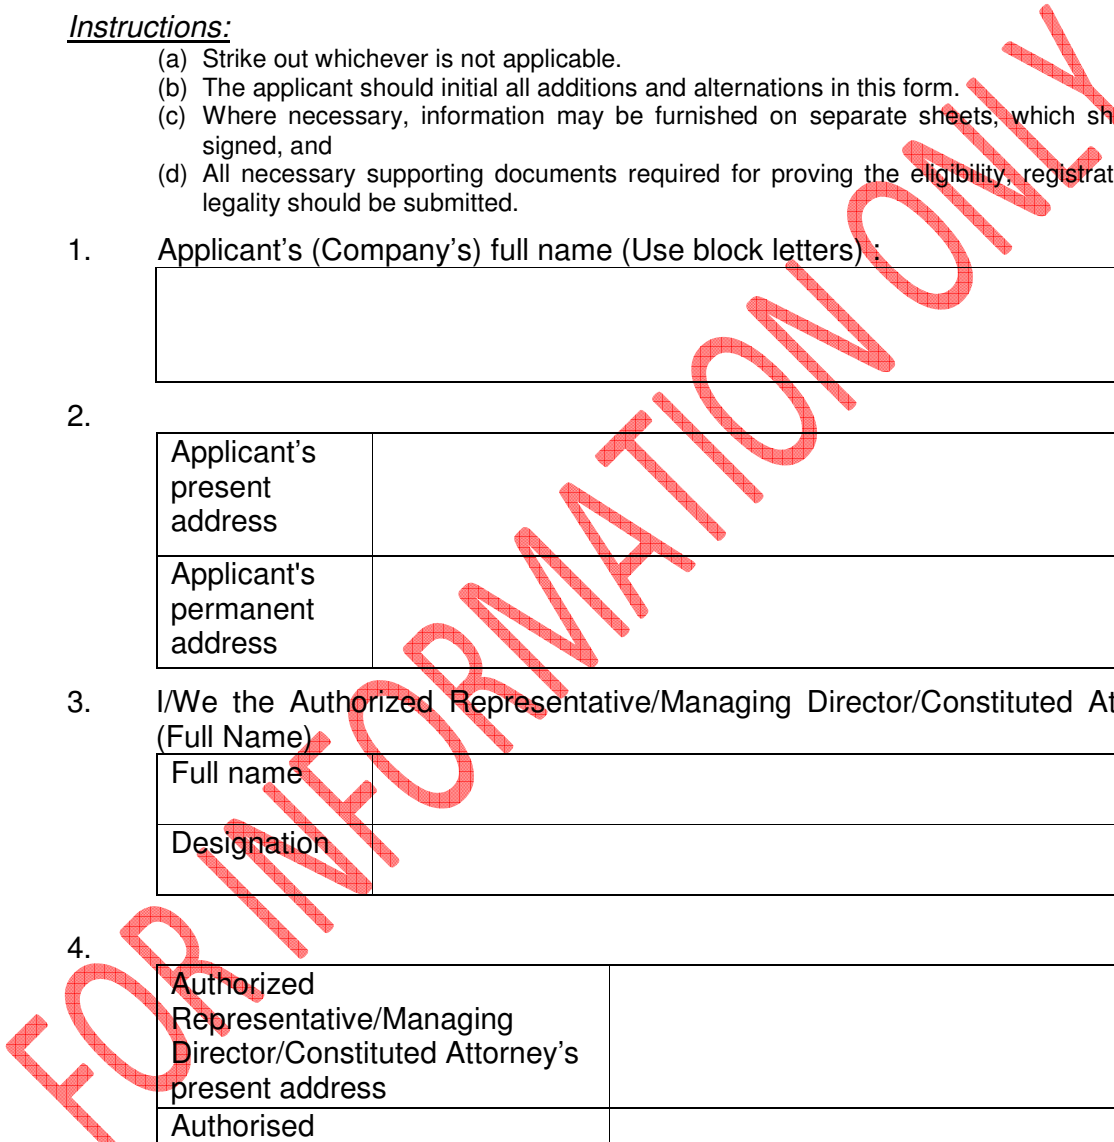 Instructions:
(a) Strike out whichever is not applicable.
(b) The applicant should initial all additions and alternations in this form.
(c) Where necessary, information may be furnished on separate sheets, which sh
signed, and
(d) All necessary supporting documents required for proving the eligibility, registrat
legality should be submitted.
1. Applicant’s (Company’s) full name (Use block letters) :
2.
Applicant’s
present
address
Applicant's
permanent
address
3. I/We the Authorized Representative/Managing Director/Constituted At
(Full Name)
Full name
Designation
4.
Authorized
Representative/Managing
Director/Constituted Attorney’s
present address
Authorised
FOR INFORMATION ONLY